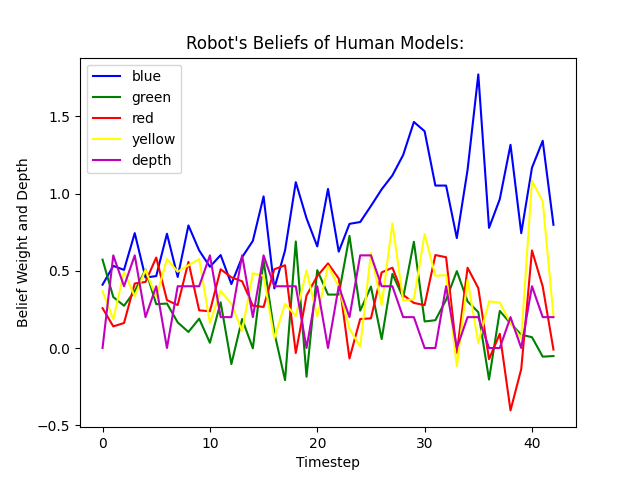 Robot's Beliefs of Human Models:
blue
green
red
yellow
depth
Belief Weight and Depth
1.5
1.0
0.5
0.0
−0.5
0 10 20 30 40
Timestep